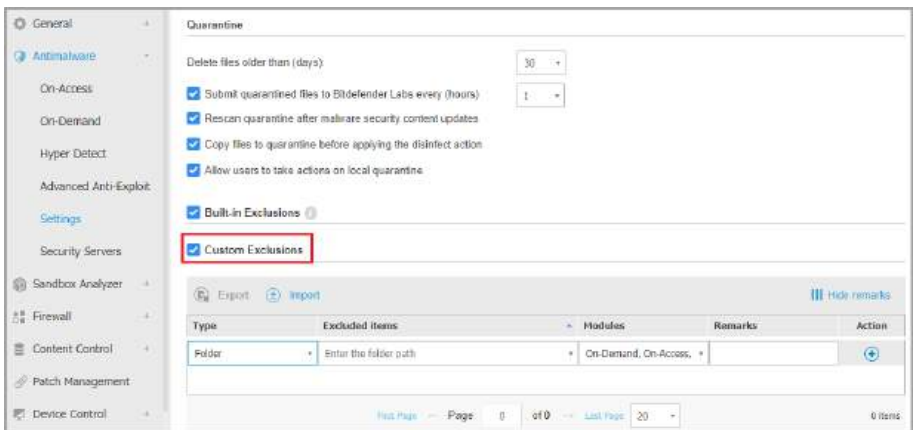 General
Antimalware
On-Access
On-Demand
Hyper Detect
Advanced Anti-Exploit
Settings
Security Servers
Sandbox Analyzer
Firewall
Content Control
Patch Management
Device Control
Quarantine
Delete files older than (days):
30
Submit quarantined files to Bitdefender Labs every (hours)
1
Rescan quarantine after malware security content updates
Copy files to quarantine before applying the disinfect action
Allow users to take actions on local quarantine
Built-in Exclusions
Custom Exclusions
Export Import Hide remarks
Type Excluded items Modules Remarks Action
Folder Enter the folder path On-Demand, On-Access,
First Page Page 0 of 0 Last Page 20 0 items